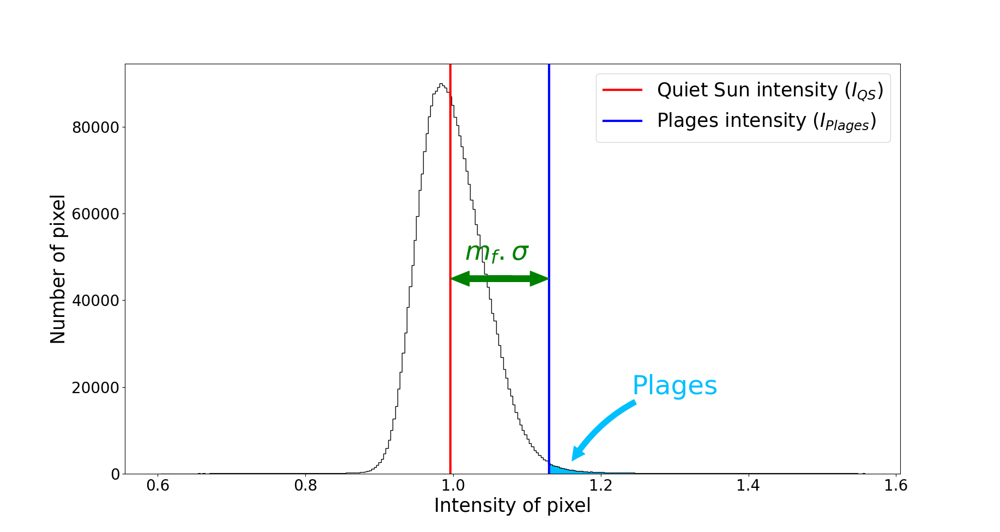 Quiet Sun intensity (I_QS)
Plages intensity (I_Plages)
80000
60000
40000
20000
0
Number of pixel
m_f.σ
Plages
0.6 0.8 1.0 1.2 1.4 1.6
Intensity of pixel